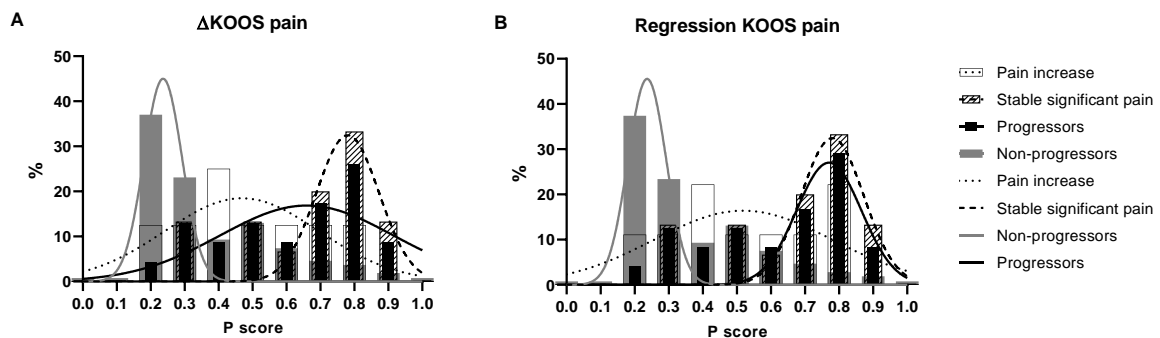 A
ΔKOOS pain
50
40
30
20
10
0
%
0.0 0.1 0.2 0.3 0.4 0.5 0.6 0.7 0.8 0.9 1.0
P score
B
Regression KOOS pain
50
40
30
20
10
0
%
0.0 0.1 0.2 0.3 0.4 0.5 0.6 0.7 0.8 0.9 1.0
P score
Pain increase
Stable significant pain
Progressors
Non-progressors
Pain increase
Stable significant pain
Non-progressors
Progressors